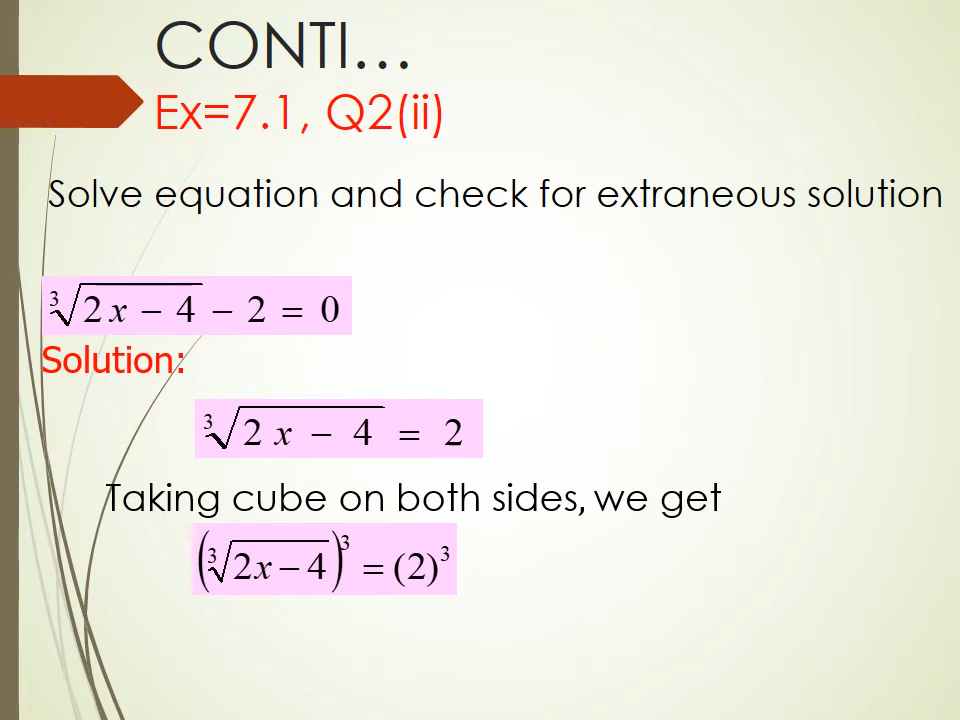 CONTI...
Ex=7.1, Q2(ii)
Solve equation and check for extraneous solution
∛(2x − 4) − 2 = 0
Solution:
∛(2x − 4) = 2
Taking cube on both sides, we get
(∛(2x − 4))³ = (2)³